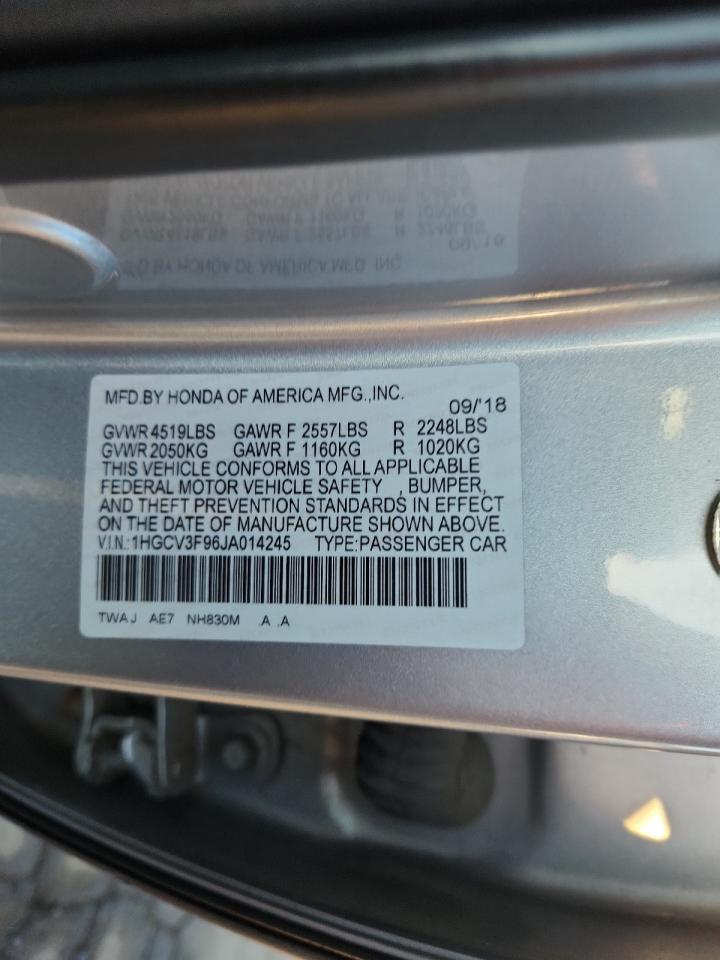 MFD.BY HONDA OF AMERICA MFG.,INC.
09/'18
GVWR 4519LBS GAWR F 2557LBS R 2248LBS
GVWR 2050KG GAWR F 1160KG R 1020KG
THIS VEHICLE CONFORMS TO ALL APPLICABLE
FEDERAL MOTOR VEHICLE SAFETY , BUMPER,
AND THEFT PREVENTION STANDARDS IN EFFECT
ON THE DATE OF MANUFACTURE SHOWN ABOVE.
V.I.N.:1HGCV3F96JA014245 TYPE:PASSENGER CAR
TWAJ AE7 NH830M .A .A